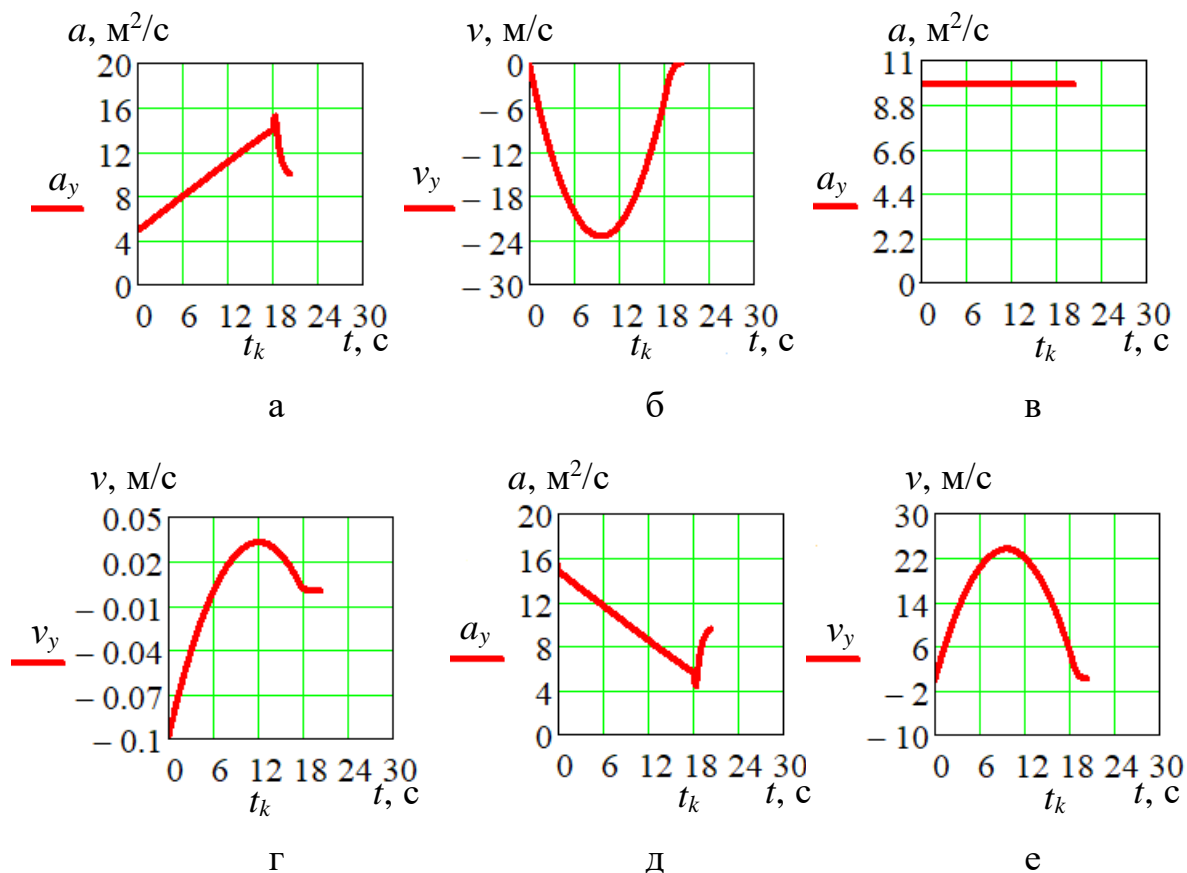 a, м²/с v, м/с a, м²/с
20 0 11
16 – 6 8.8
12 – 12 6.6
a_y v_y a_y
8 – 18 4.4
4 – 24 2.2
0 – 30 0
0 6 12 18 24 30 0 6 12 18 24 30 0 6 12 18 24 30
t_k t, с t_k t, с t_k t, с
а б в
v, м/с a, м²/с v, м/с
0.05 20 30
0.02 16 22
– 0.01 12 14
v_y a_y v_y
– 0.04 8 6
– 0.07 4 – 2
– 0.1 0 – 10
0 6 12 18 24 30 0 6 12 18 24 30 0 6 12 18 24 30
t_k t, с t_k t, с t_k t, с
г д е